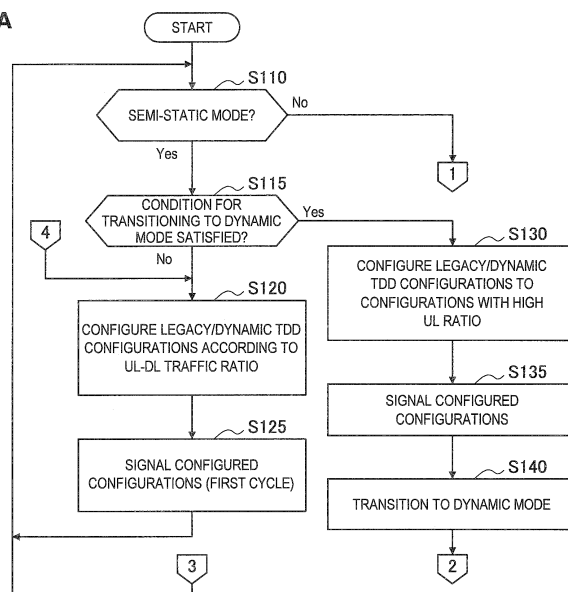 A
START
S110
SEMI-STATIC MODE?
No
Yes
1
S115
CONDITION FOR
TRANSITIONING TO DYNAMIC
MODE SATISFIED?
Yes
No
4
S130
CONFIGURE LEGACY/DYNAMIC
TDD CONFIGURATIONS TO
CONFIGURATIONS WITH HIGH
UL RATIO
S120
CONFIGURE LEGACY/DYNAMIC TDD
CONFIGURATIONS ACCORDING TO
UL-DL TRAFFIC RATIO
S135
SIGNAL CONFIGURED
CONFIGURATIONS
S125
SIGNAL CONFIGURED
CONFIGURATIONS (FIRST CYCLE)
S140
TRANSITION TO DYNAMIC MODE
3
2